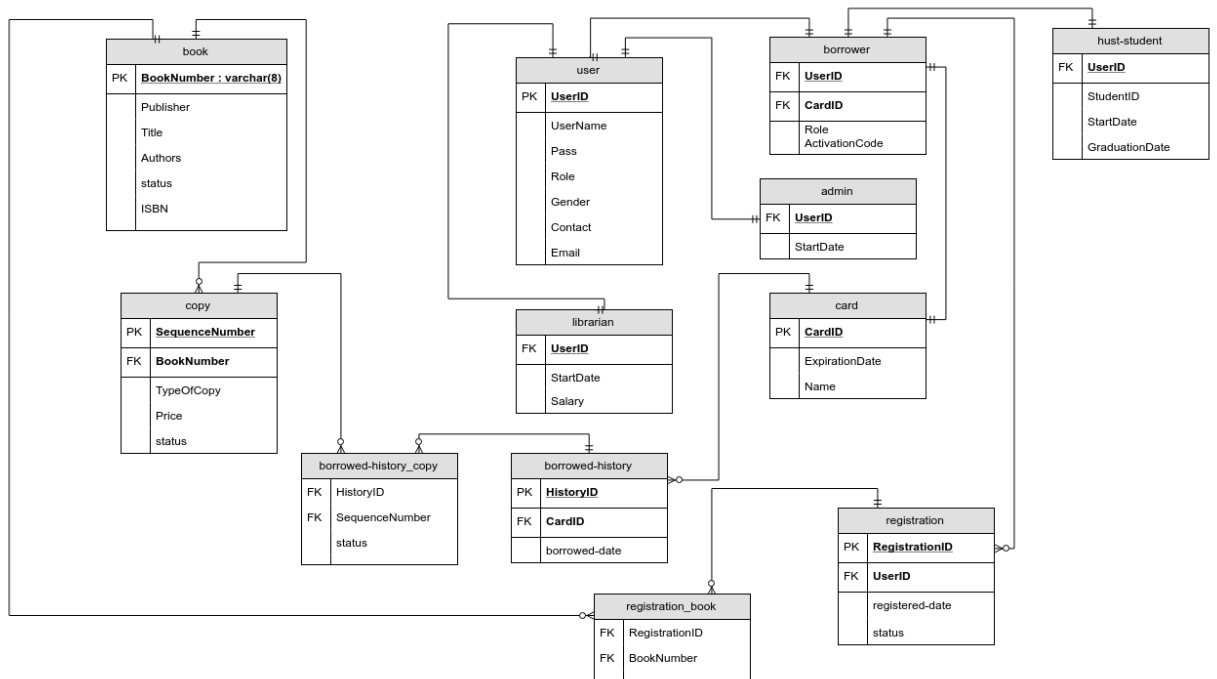 book
PK BookNumber : varchar(8)
Publisher
Title
Authors
status
ISBN
user
PK UserID
UserName
Pass
Role
Gender
Contact
Email
borrower
FK UserID
FK CardID
Role
ActivationCode
hust-student
FK UserID
StudentID
StartDate
GraduationDate
admin
FK UserID
StartDate
copy
PK SequenceNumber
FK BookNumber
TypeOfCopy
Price
status
librarian
FK UserID
StartDate
Salary
card
PK CardID
ExpirationDate
Name
borrowed-history_copy
FK HistoryID
FK SequenceNumber
status
borrowed-history
PK HistoryID
FK CardID
borrowed-date
registration
PK RegistrationID
FK UserID
registered-date
status
registration_book
FK RegistrationID
FK BookNumber